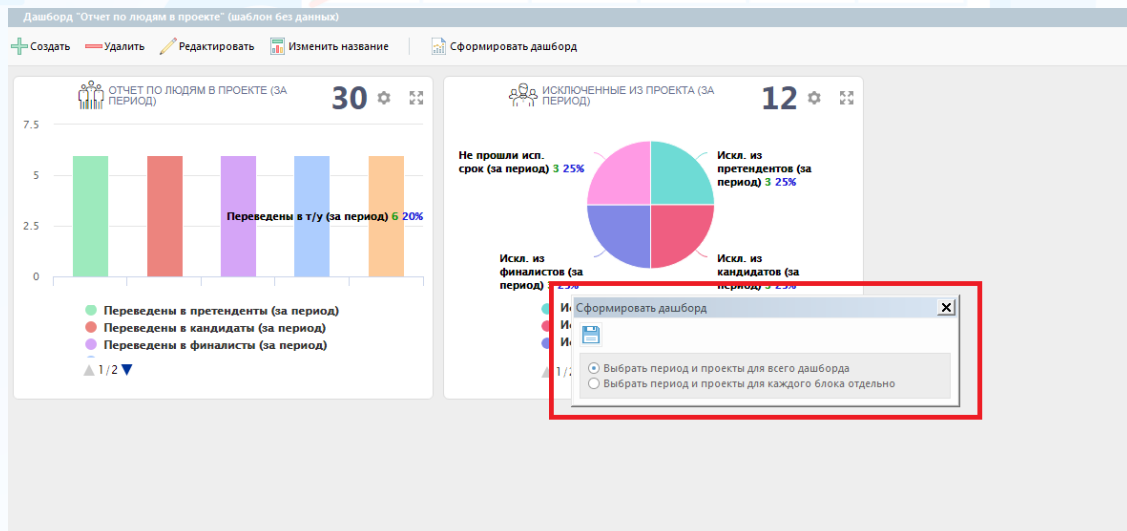 Дашборд "Отчет по людям в проекте" (шаблон без данных)
Создать Удалить Редактировать Изменить название Сформировать дашборд
ОТЧЕТ ПО ЛЮДЯМ В ПРОЕКТЕ (ЗА
ПЕРИОД)
30
7.5
5
2.5
0
Переведены в т/у (за период) 6 20%
Переведены в претенденты (за период)
Переведены в кандидаты (за период)
Переведены в финалисты (за период)
1/2
ИСКЛЮЧЕННЫЕ ИЗ ПРОЕКТА (ЗА
ПЕРИОД)
12
Не прошли исп.
срок (за период) 3 25%
Искл. из
претендентов (за
период) 3 25%
Искл. из
финалистов (за
период) 3 25%
Искл. из
кандидатов (за
период) 3 25%
Сформировать дашборд
Выбрать период и проекты для всего дашборда
Выбрать период и проекты для каждого блока отдельно